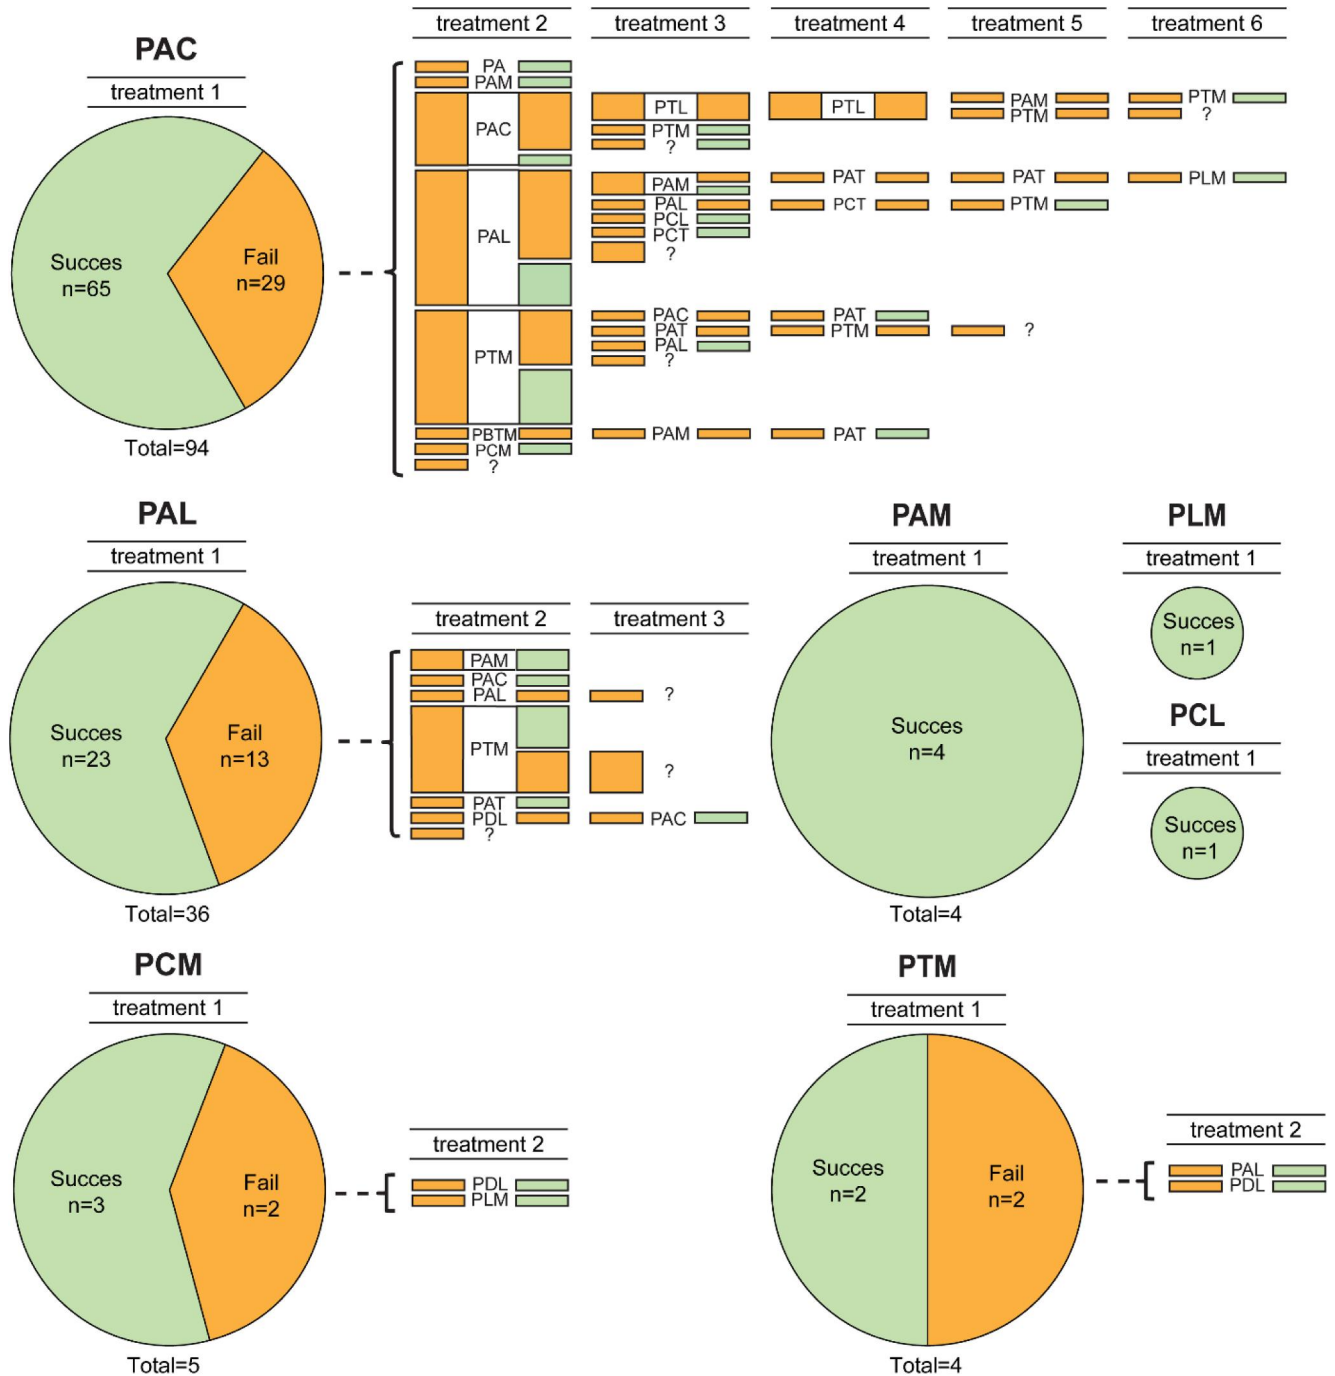 treatment 2 treatment 3 treatment 4 treatment 5 treatment 6
PAC
treatment 1
Succes
n=65
Fail
n=29
Total=94
PA
PAM
PAC
PTL PTL PAM PTM
PTM PTM ?
?
PAL
PAM PAT PAT PLM
PAL PCT PTM
PCL
PCT
?
PTM
PAC PAT
PAT PTM ?
PAL
?
PBTM PAM PAT
PCM
?
PAL
treatment 1
Succes
n=23
Fail
n=13
Total=36
treatment 2 treatment 3
PAM
PAC
PAL ?
PTM ?
PAT
PDL PAC
?
PAM
treatment 1
Succes
n=4
Total=4
PLM
treatment 1
Succes
n=1
PCL
treatment 1
Succes
n=1
PCM
treatment 1
Succes
n=3
Fail
n=2
Total=5
treatment 2
PDL
PLM
PTM
treatment 1
Succes
n=2
Fail
n=2
Total=4
treatment 2
PAL
PDL